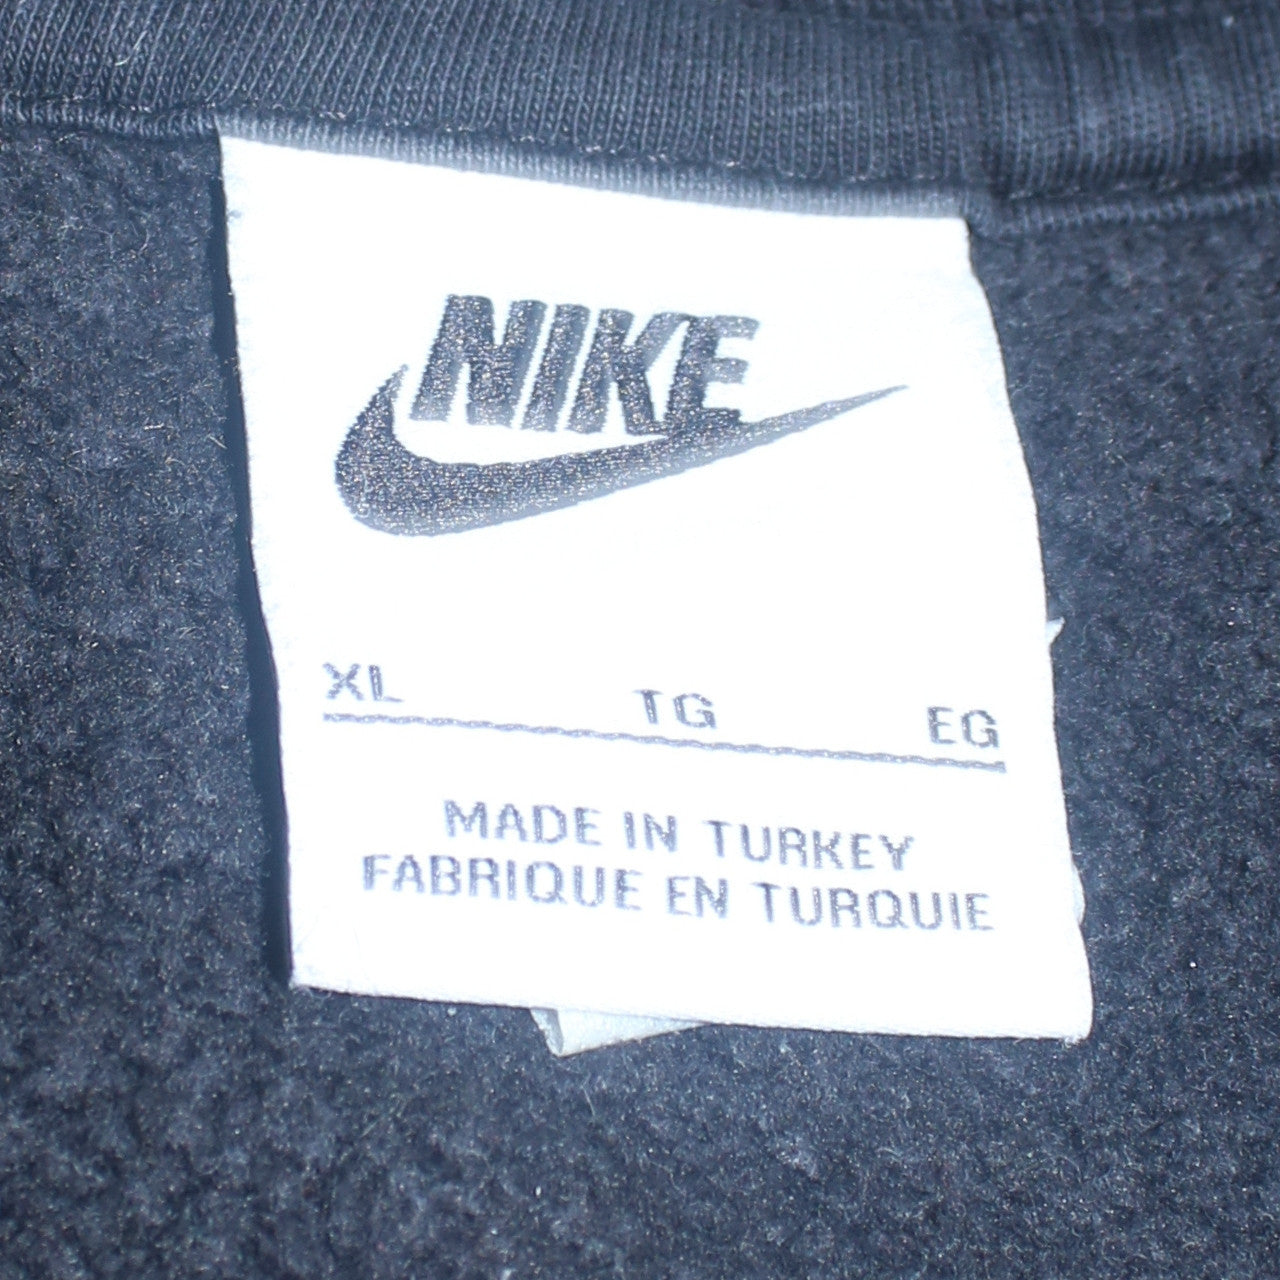 NIKE
XL TG EG
MADE IN TURKEY
FABRIQUE EN TURQUIE